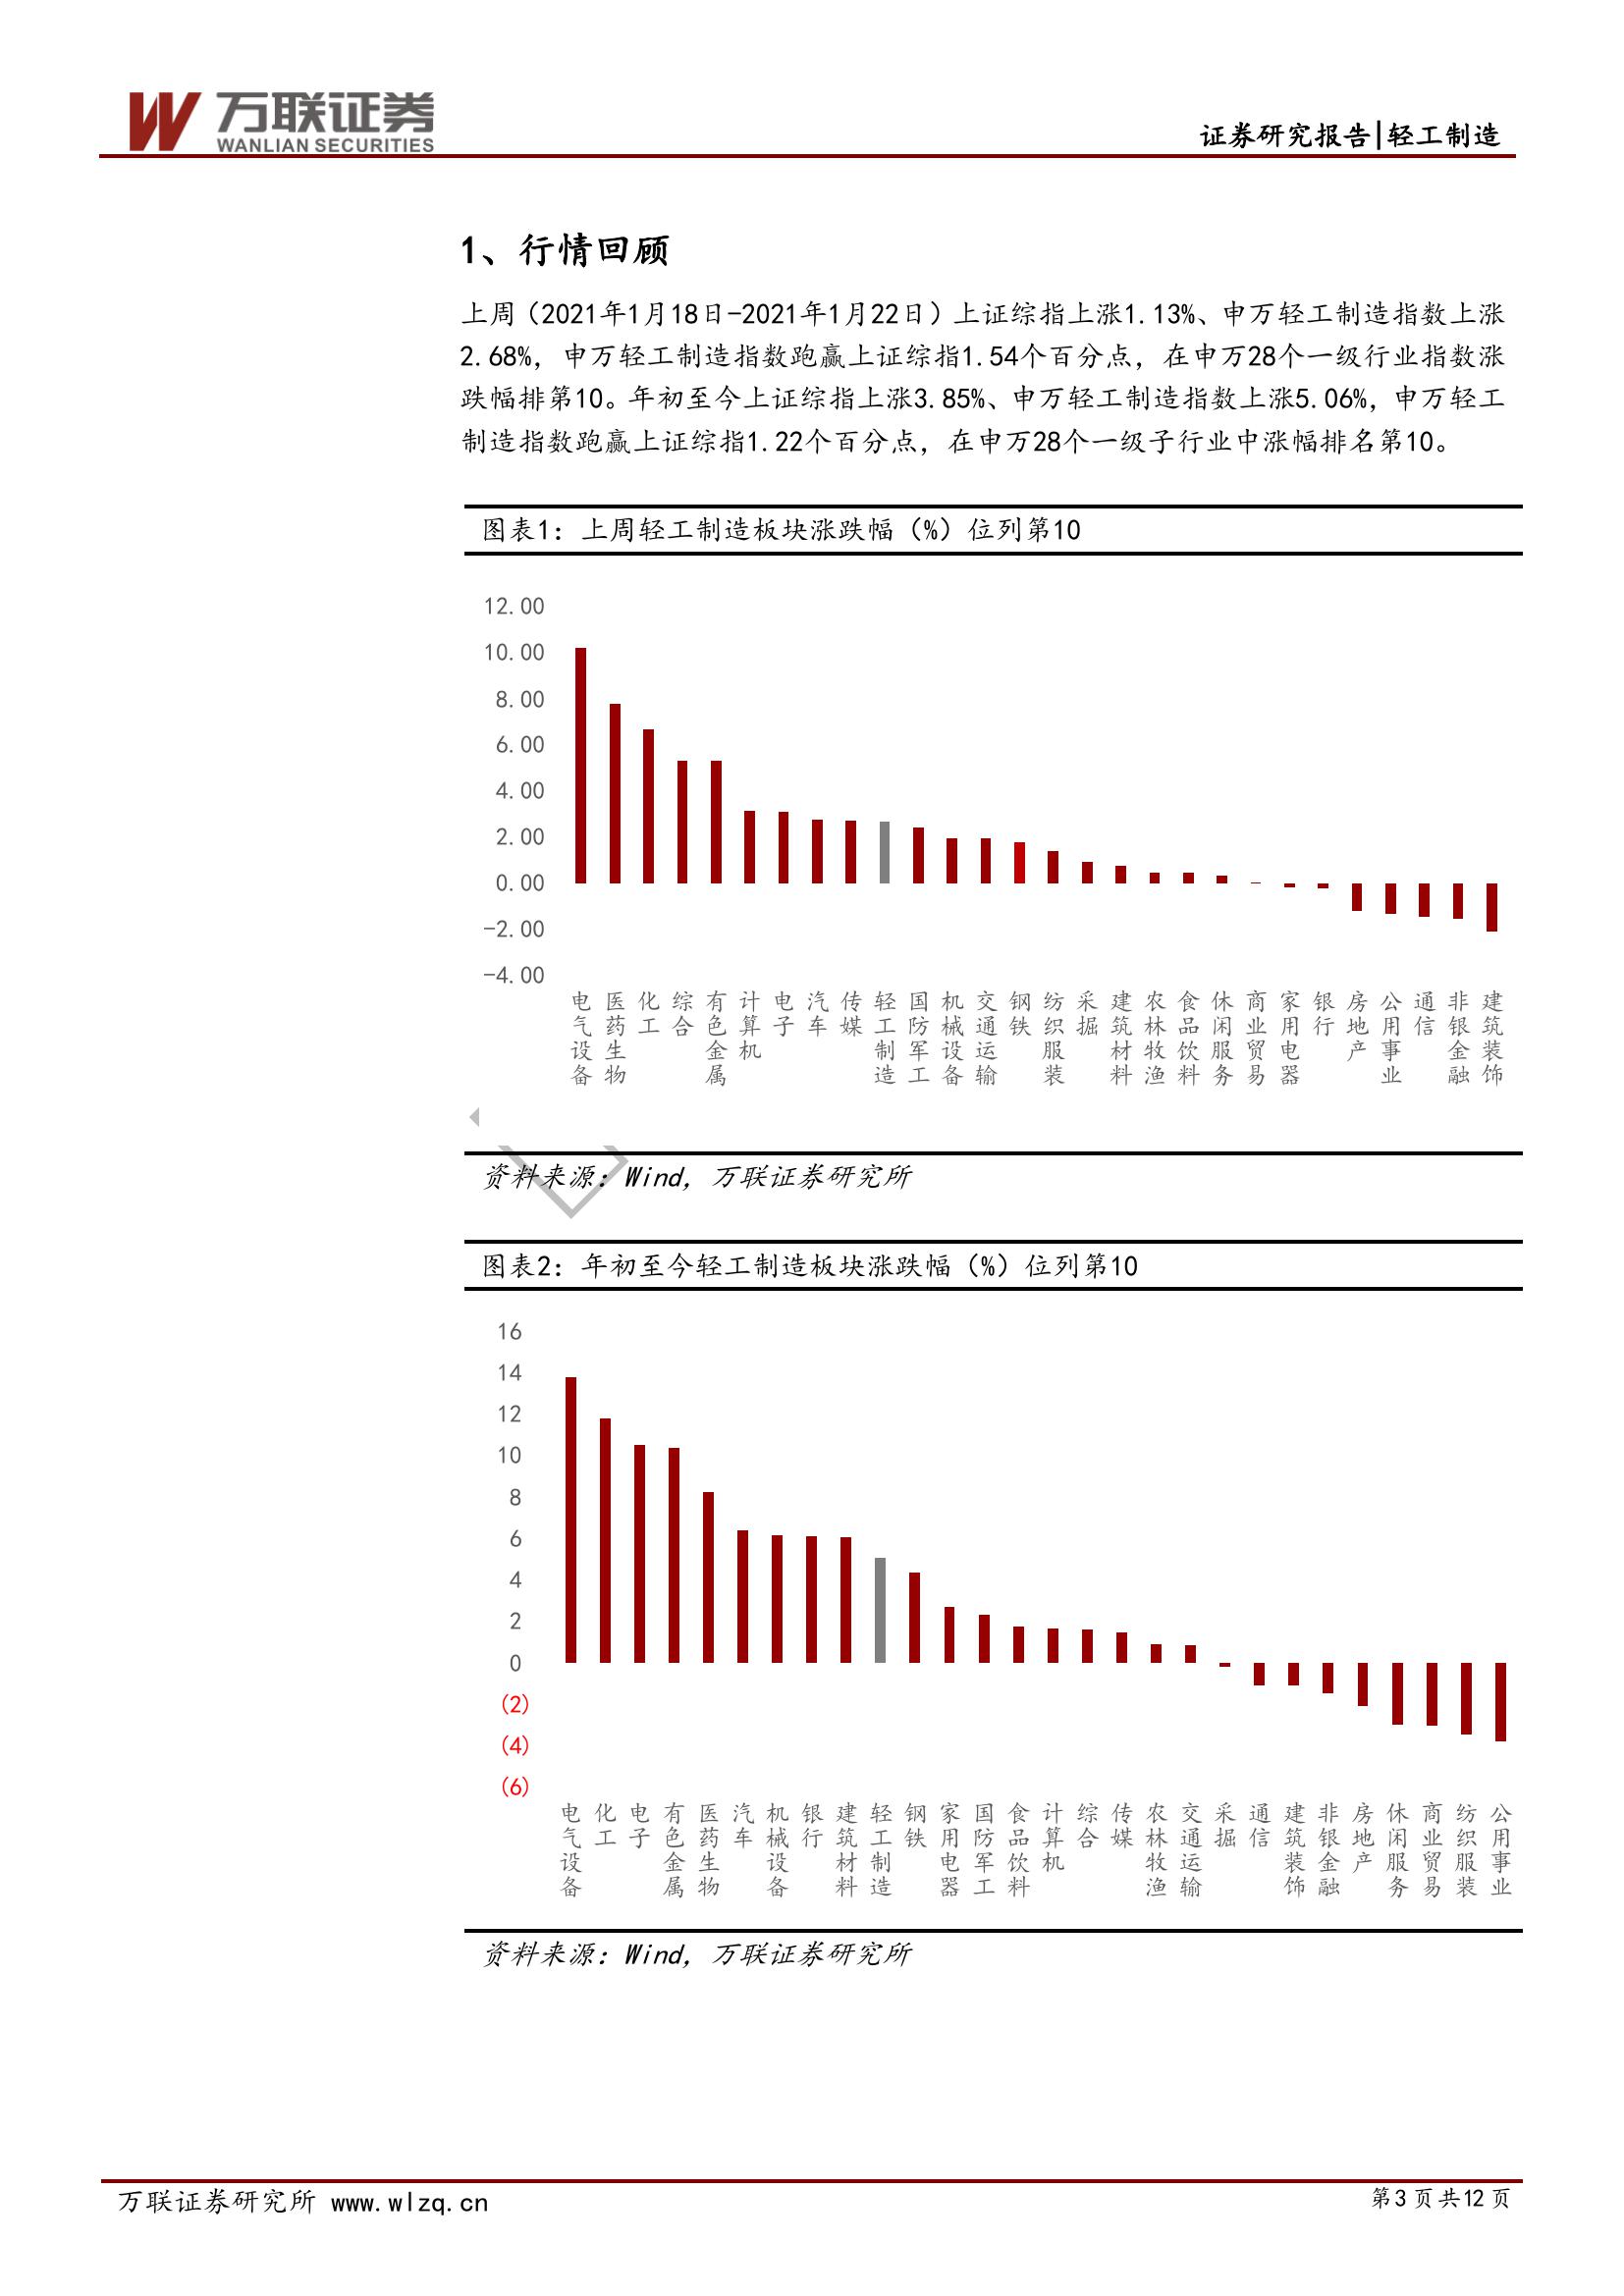 万联证券
WANLIAN SECURITIES
证券研究报告|轻工制造
1、行情回顾
上周（2021年1月18日-2021年1月22日）上证综指上涨1.13%、申万轻工制造指数上涨
2.68%，申万轻工制造指数跑赢上证综指1.54个百分点，在申万28个一级行业指数涨
跌幅排第10。年初至今上证综指上涨3.85%、申万轻工制造指数上涨5.06%，申万轻工
制造指数跑赢上证综指1.22个百分点，在申万28个一级子行业中涨幅排名第10。
图表1：上周轻工制造板块涨跌幅（%）位列第10
12.00
10.00
8.00
6.00
4.00
2.00
0.00
-2.00
-4.00
电气设备
医药生物
化工
综合
有色金属
计算机
电子
汽车
传媒
轻工制造
国防军工
机械设备
交通运输
钢铁
纺织服装
采掘
建筑材料
农林牧渔
食品饮料
休闲服务
商业贸易
家用电器
银行
房地产
公用事业
通信
非银金融
建筑装饰
资料来源：Wind，万联证券研究所
图表2：年初至今轻工制造板块涨跌幅（%）位列第10
16
14
12
10
8
6
4
2
0
(2)
(4)
(6)
电气设备
化工
电子
有色金属
医药生物
汽车
机械设备
银行
建筑材料
轻工制造
钢铁
家用电器
国防军工
食品饮料
计算机
综合
传媒
农林牧渔
交通运输
采掘
通信
建筑装饰
非银金融
房地产
休闲服务
商业贸易
纺织服装
公用事业
资料来源：Wind，万联证券研究所
万联证券研究所 www.wlzq.cn
第3页共12页